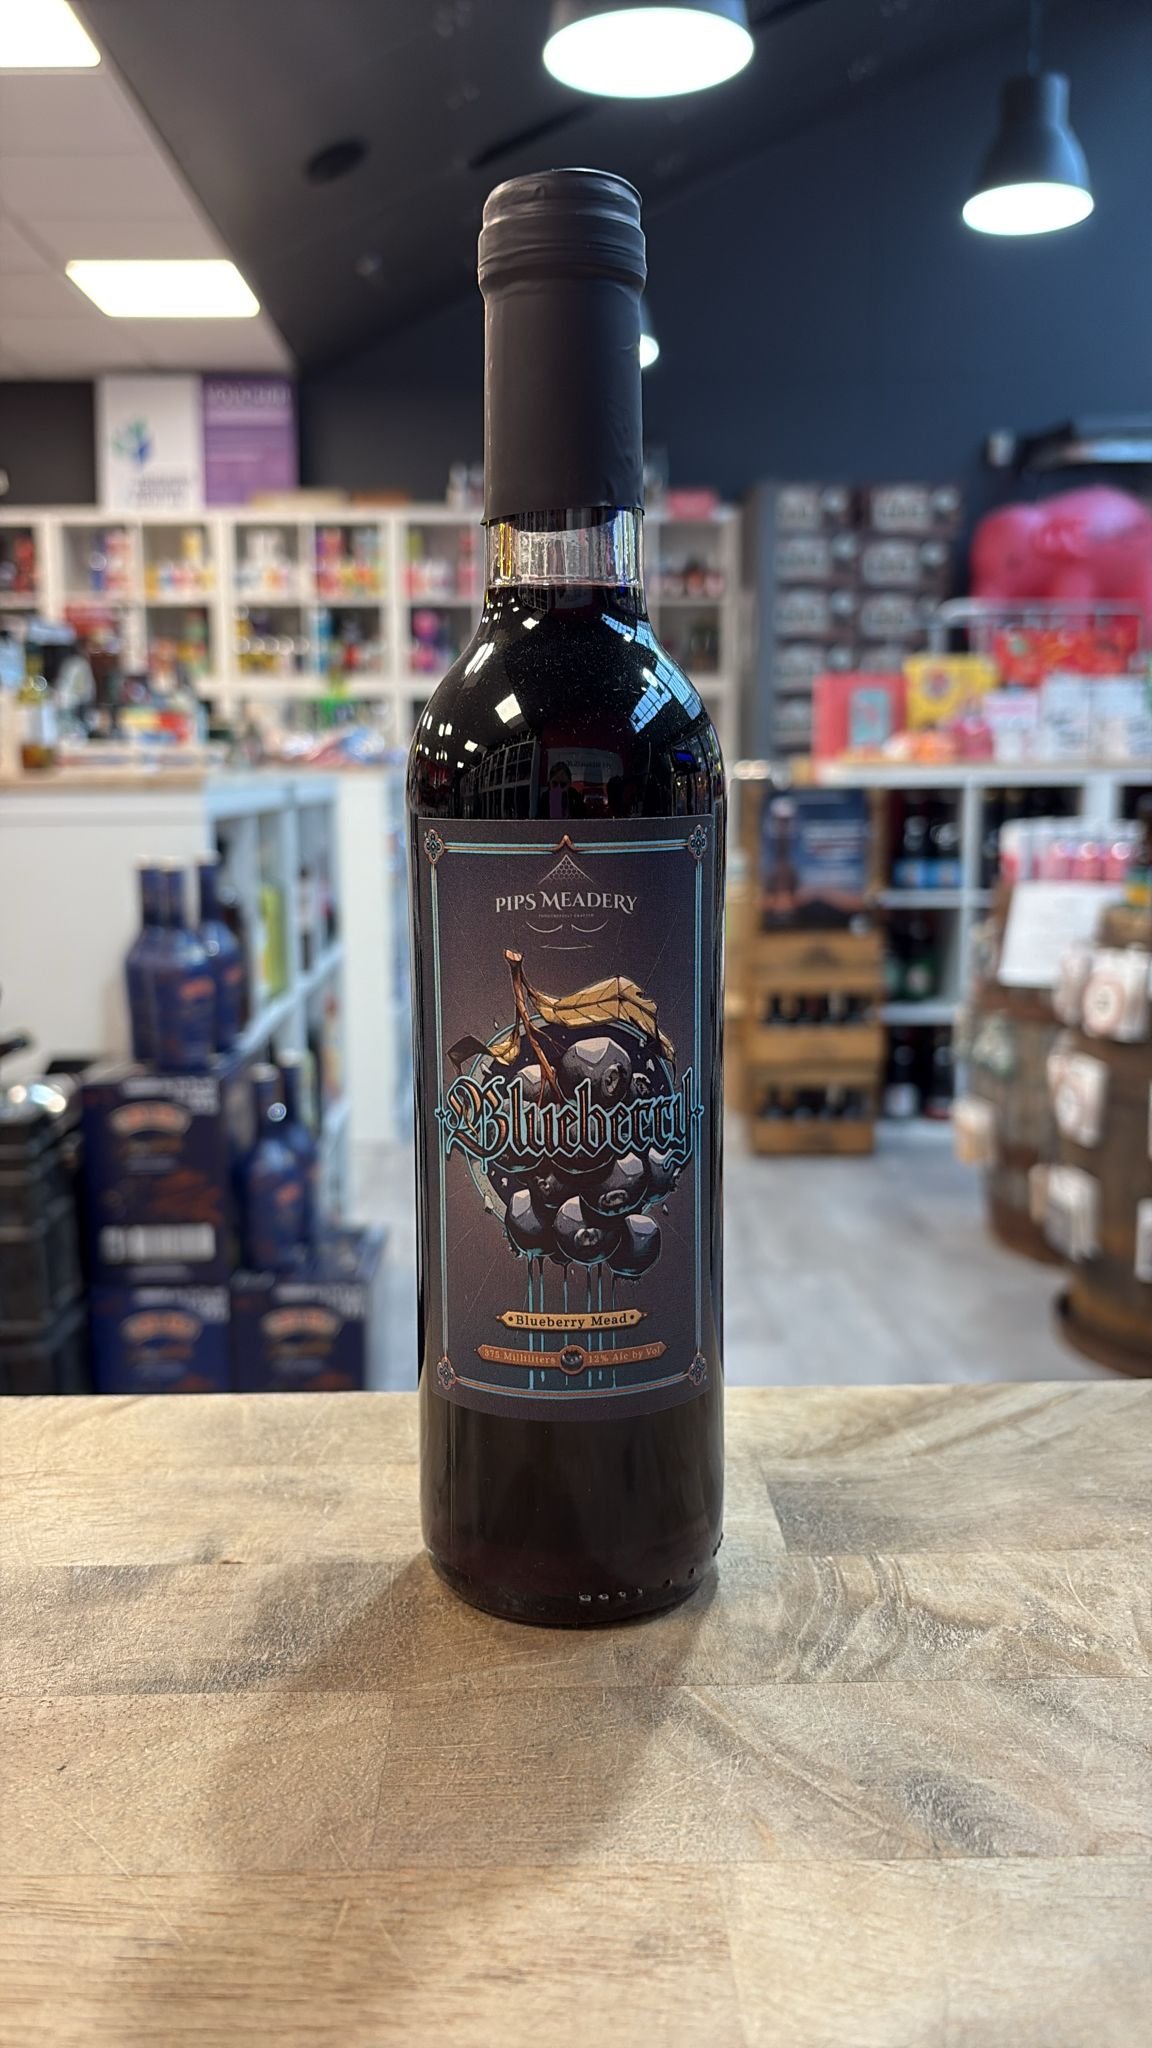 PIPS MEADERY
Blueberry
Blueberry Mead
375 Milliliters 12% Alc by Vol